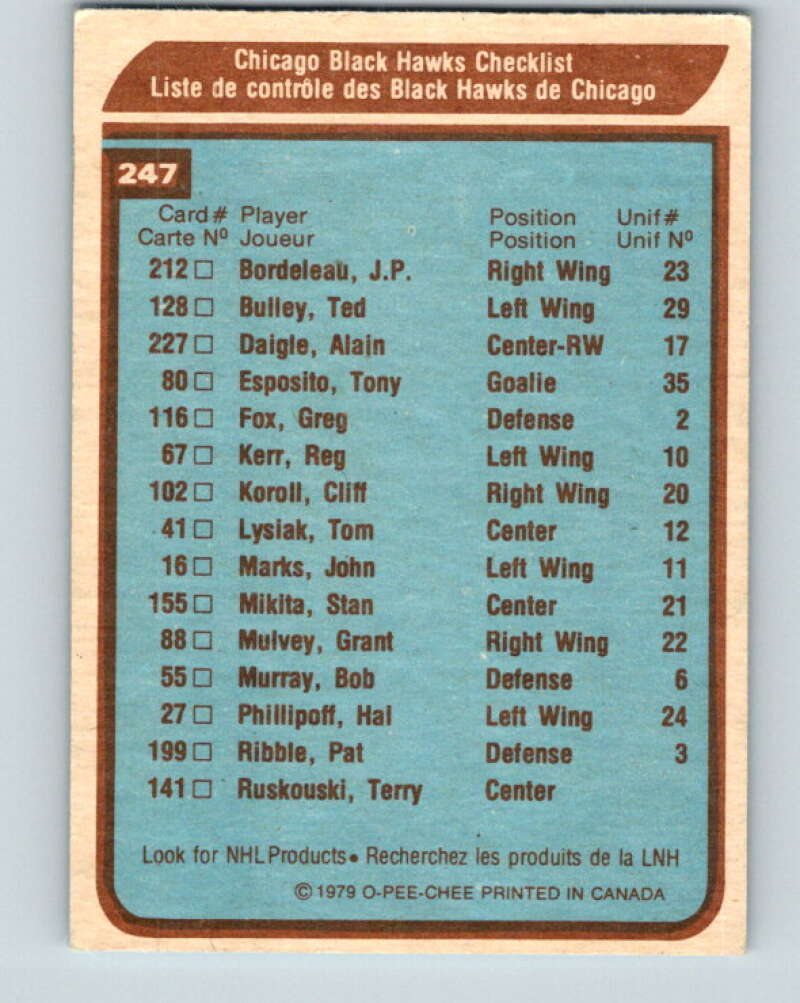 Chicago Black Hawks Checklist
Liste de contrôle des Black Hawks de Chicago
247
Card # Player Position Unif #
Carte Nº Joueur Position Unif Nº
212 □ Bordeleau, J.P. Right Wing 23
128 □ Bulley, Ted Left Wing 29
227 □ Daigle, Alain Center-RW 17
80 □ Esposito, Tony Goalie 35
116 □ Fox, Greg Defense 2
67 □ Kerr, Reg Left Wing 10
102 □ Koroll, Cliff Right Wing 20
41 □ Lysiak, Tom Center 12
16 □ Marks, John Left Wing 11
155 □ Mikita, Stan Center 21
88 □ Mulvey, Grant Right Wing 22
55 □ Murray, Bob Defense 6
27 □ Phillipoff, Hal Left Wing 24
199 □ Ribble, Pat Defense 3
141 □ Ruskouski, Terry Center
Look for NHL Products • Recherchez les produits de la LNH
© 1979 O-PEE-CHEE PRINTED IN CANADA